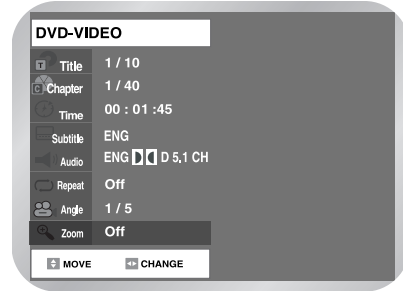 DVD-VIDEO
T Title 1 / 10
C Chapter 1 / 40
Time 00 : 01 :45
Subtitle ENG
Audio ENG D 5.1 CH
Repeat Off
Angle 1 / 5
Zoom Off
MOVE CHANGE